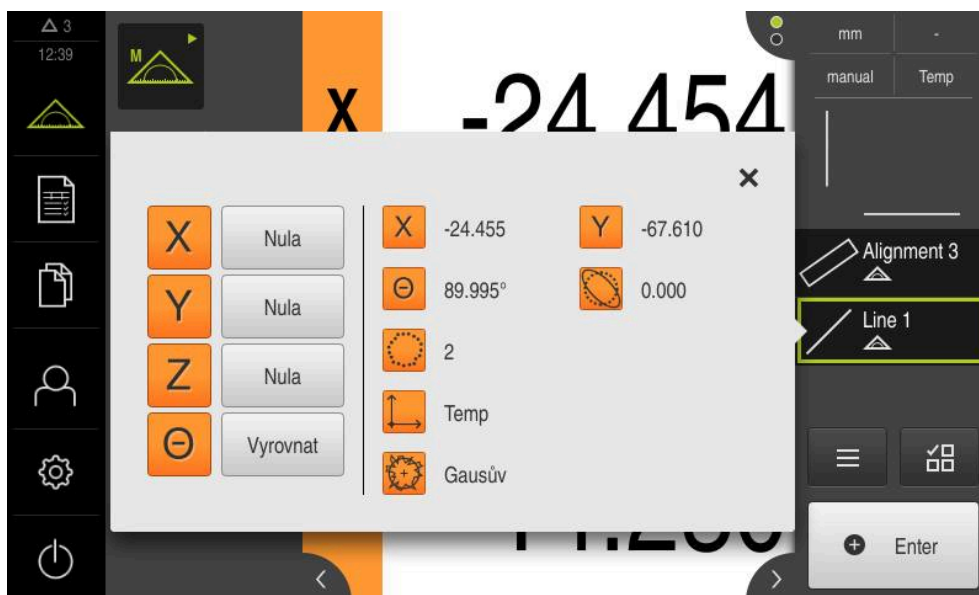 3
12:39
M
X
-24.454
mm
-
manual
Temp
X
Nula
Y
Nula
Z
Nula
Θ
Vyrovnat
X
-24.455
Y
-67.610
Θ
89.995°
0.000
2
Temp
Gausův
Alignment 3
Line 1
Enter